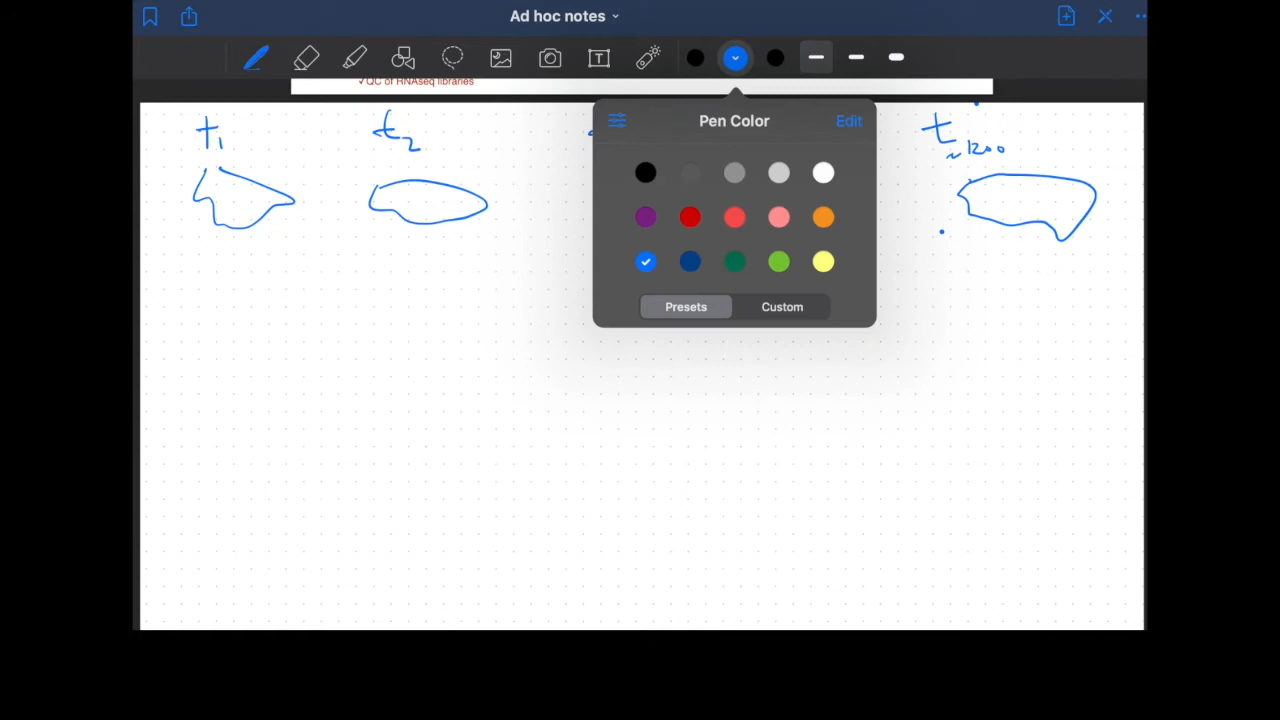 Ad hoc notes
T
✓QC of RNAseq libraries
Pen Color
Edit
t1
t2
t~1200
Presets
Custom